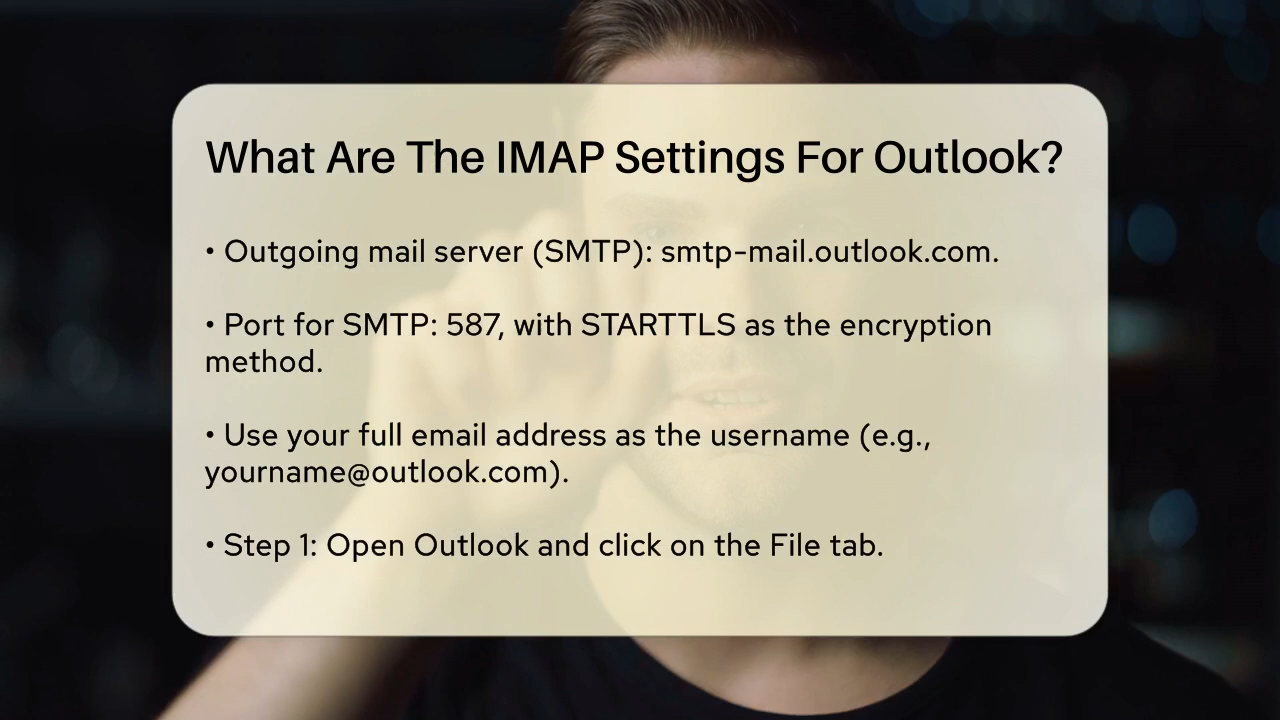 What Are The IMAP Settings For Outlook?
• Outgoing mail server (SMTP): smtp-mail.outlook.com.
• Port for SMTP: 587, with STARTTLS as the encryption
method.
• Use your full email address as the username (e.g.,
yourname@outlook.com).
• Step 1: Open Outlook and click on the File tab.